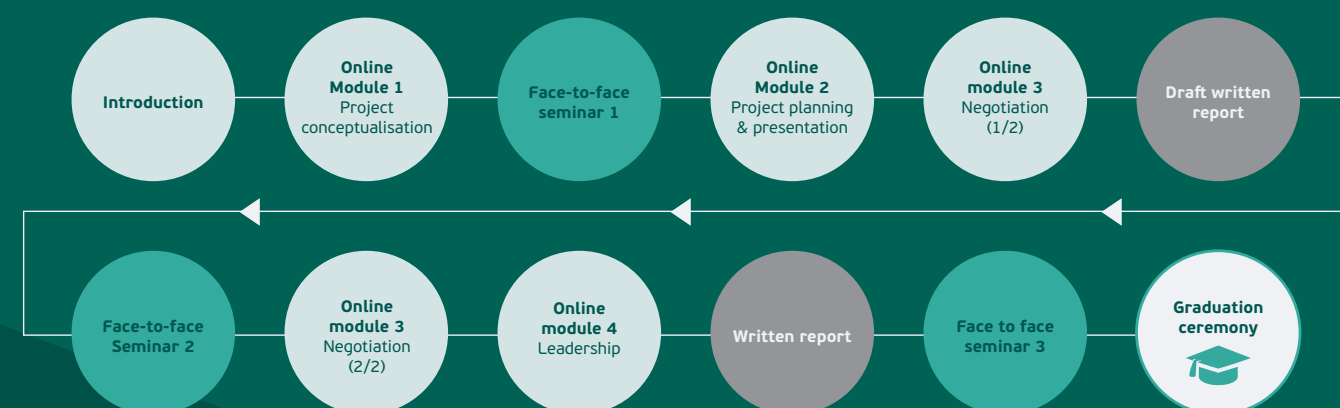 Introduction
Online
Module 1
Project
conceptualisation
Face-to-face
seminar 1
Online
Module 2
Project planning
& presentation
Online
module 3
Negotiation
(1/2)
Draft written
report
Face-to-face
Seminar 2
Online
module 3
Negotiation
(2/2)
Online
module 4
Leadership
Written report
Face to face
seminar 3
Graduation
ceremony